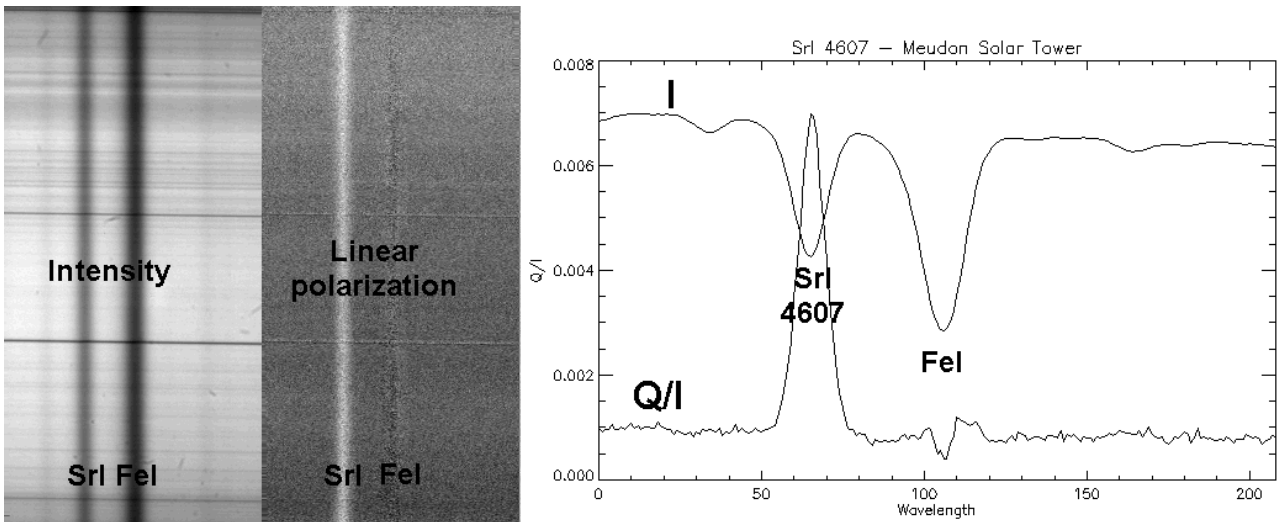 Intensity
SrI FeI
Linear
polarization
SrI FeI
SrI 4607 – Meudon Solar Tower
I
SrI
4607
FeI
Q/I
Q/I
0.008
0.006
0.004
0.002
0.000
0 50 100 150 200
Wavelength